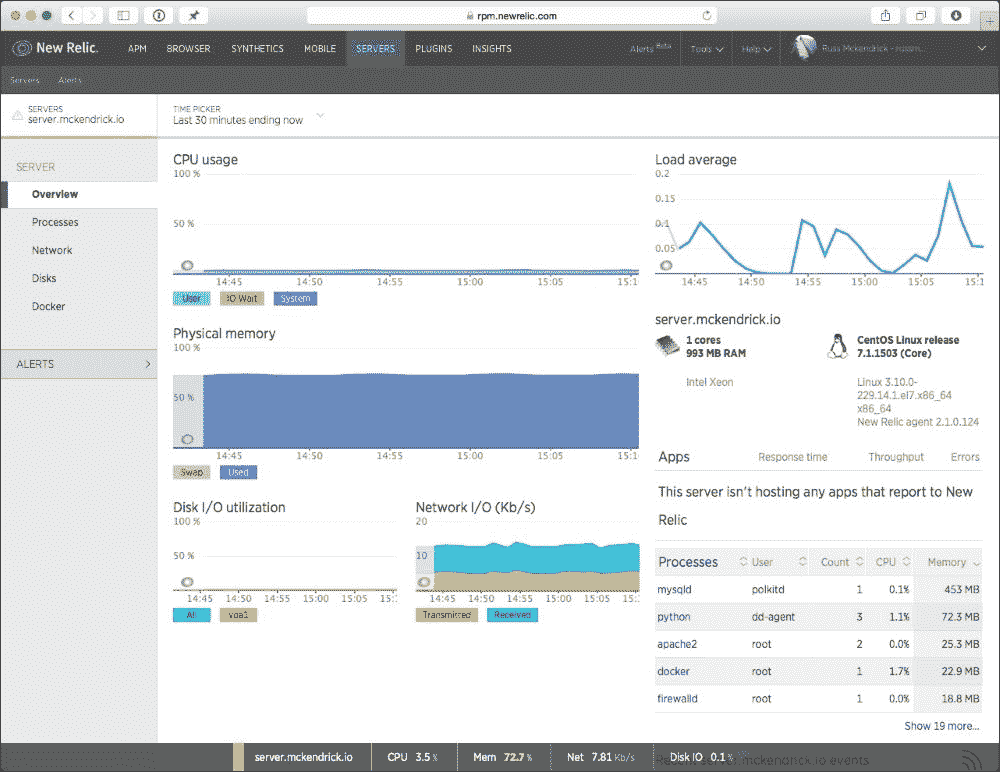 rpm.newrelic.com
New Relic.
APM BROWSER SYNTHETICS MOBILE SERVERS PLUGINS INSIGHTS
Alerts Beta Tools Help Russ Mckendrick -
Servers Alerts
SERVERS
server.mckendrick.io
TIME PICKER
Last 30 minutes ending now
SERVER
Overview
Processes
Network
Disks
Docker
ALERTS
CPU usage
100 %
50 %
14:45 14:50 14:55 15:00 15:05 15:1
User IO Wait System
Physical memory
100 %
50 %
14:45 14:50 14:55 15:00 15:05 15:1
Swap Used
Disk I/O utilization
100 %
50 %
14:45 14:50 14:55 15:00 15:05 15:
All vda1
Network I/O (Kb/s)
20
10
14:45 14:50 14:55 15:00 15:05 15:
Transmitted Received
Load average
0.2
0.15
0.1
0.05
14:45 14:50 14:55 15:00 15:05 15:1
server.mckendrick.io
1 cores
993 MB RAM
Intel Xeon
CentOS Linux release
7.1.1503 (Core)
Linux 3.10.0-
229.14.1.el7.x86_64
x86_64
New Relic agent 2.1.0.124
Apps Response time Throughput Errors
This server isn't hosting any apps that report to New
Relic
Processes User Count CPU Memory
mysqld polkitd 1 0.1% 453 MB
python dd-agent 3 1.1% 72.3 MB
apache2 root 2 0.0% 25.3 MB
docker root 1 1.7% 22.9 MB
firewalld root 1 0.0% 18.8 MB
Show 19 more...
Recent server.mckendrick.io events
server.mckendrick.io CPU 3.5% Mem 72.7% Net 7.81 Kb/s Disk IO 0.1%